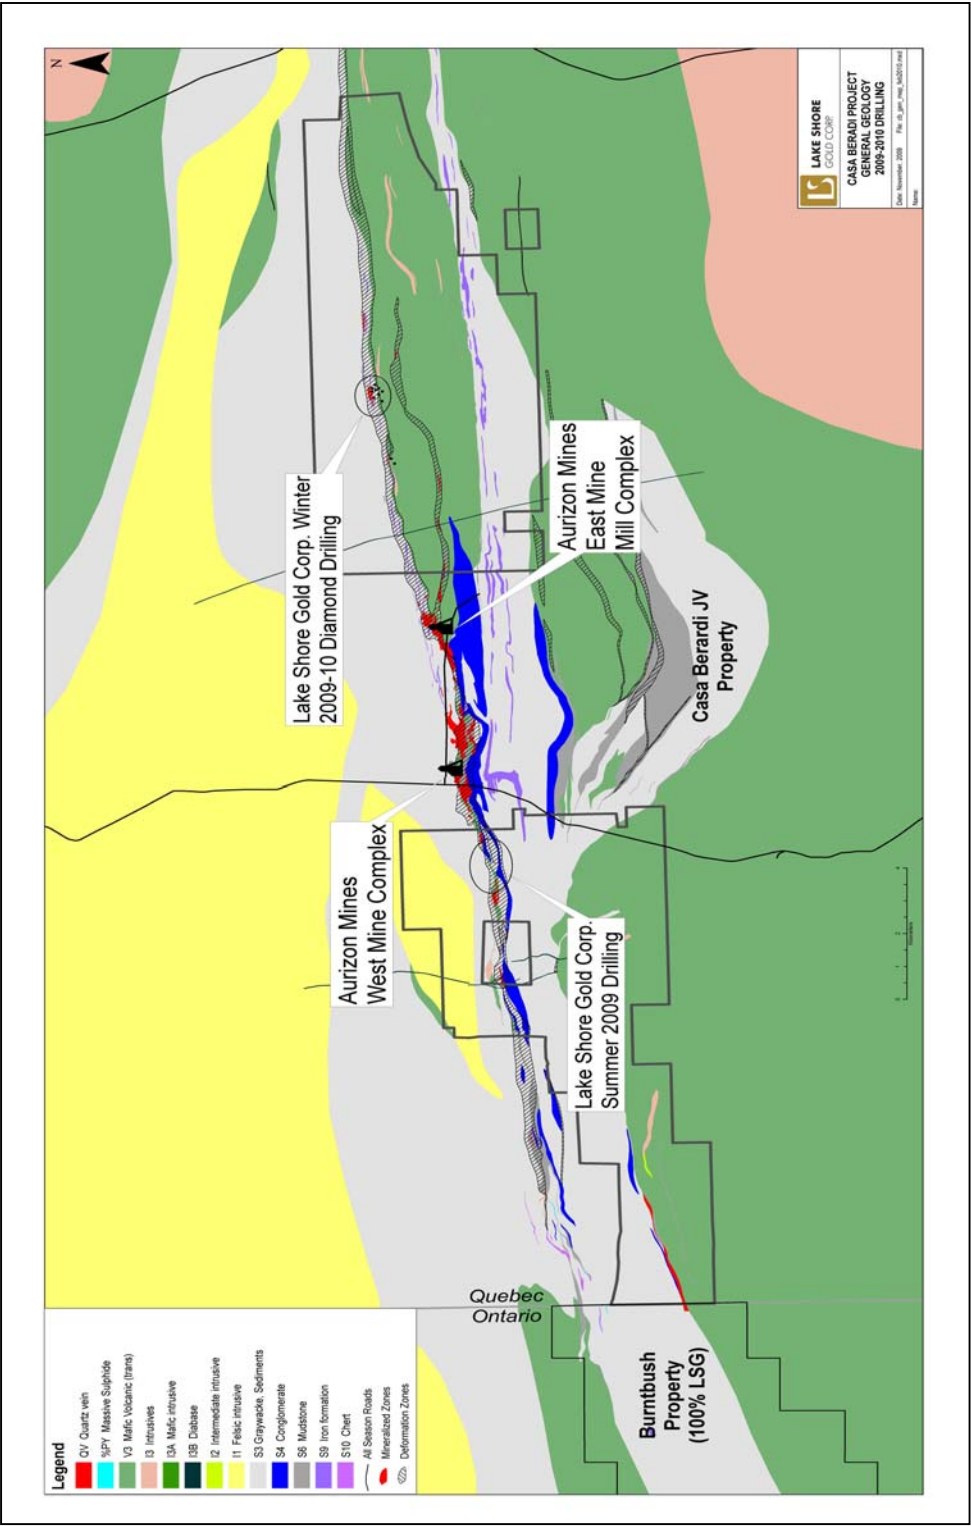 N
LAKE SHORE
GOLD CORP.
CASA BERADI PROJECT
GENERAL GEOLOGY
2009-2010 DRILLING
Date: November, 2009
Name:
Lake Shore Gold Corp. Winter
2009-10 Diamond Drilling
Aurizon Mines
East Mine
Mill Complex
Casa Berardi JV
Property
Aurizon Mines
West Mine Complex
Lake Shore Gold Corp.
Summer 2009 Drilling
Quebec
Ontario
Burntbush
Property
(100% LSG)
Legend
QV Quartz vein
%PY Massive Sulphide
V3 Mafic Volcanic (trans)
I3 Intrusives
I3A Mafic intrusive
I3B Diabase
I2 Intermediate intrusive
I1 Felsic intrusive
S3 Graywacke, Sediments
S4 Conglomerate
S6 Mudstone
S9 Iron formation
S10 Chert
All Season Roads
Mineralized Zones
Deformation Zones